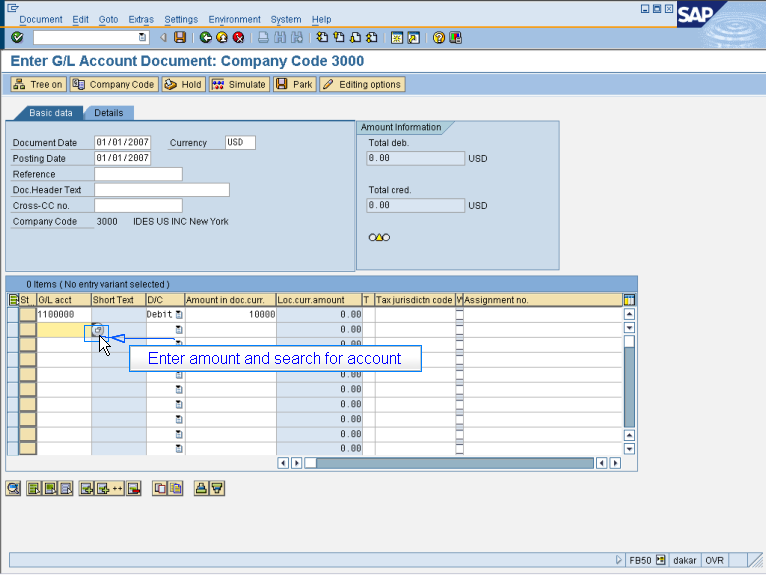 Document Edit Goto Extras Settings Environment System Help
SAP
Enter G/L Account Document: Company Code 3000
Tree on Company Code Hold Simulate Park Editing options
Basic data Details
Amount Information
Document Date 01/01/2007 Currency USD
Total deb.
Posting Date 01/01/2007
0.00 USD
Reference
Doc.Header Text
Total cred.
Cross-CC no.
0.00 USD
Company Code 3000 IDES US INC New York
0 Items ( No entry variant selected )
St G/L acct Short Text D/C Amount in doc.curr. Loc.curr.amount T Tax jurisdictn code V Assignment no.
1100000 Debit 10000 0.00
0.00
Enter amount and search for account
0.00
0.00
0.00
0.00
0.00
0.00
FB50 dakar OVR